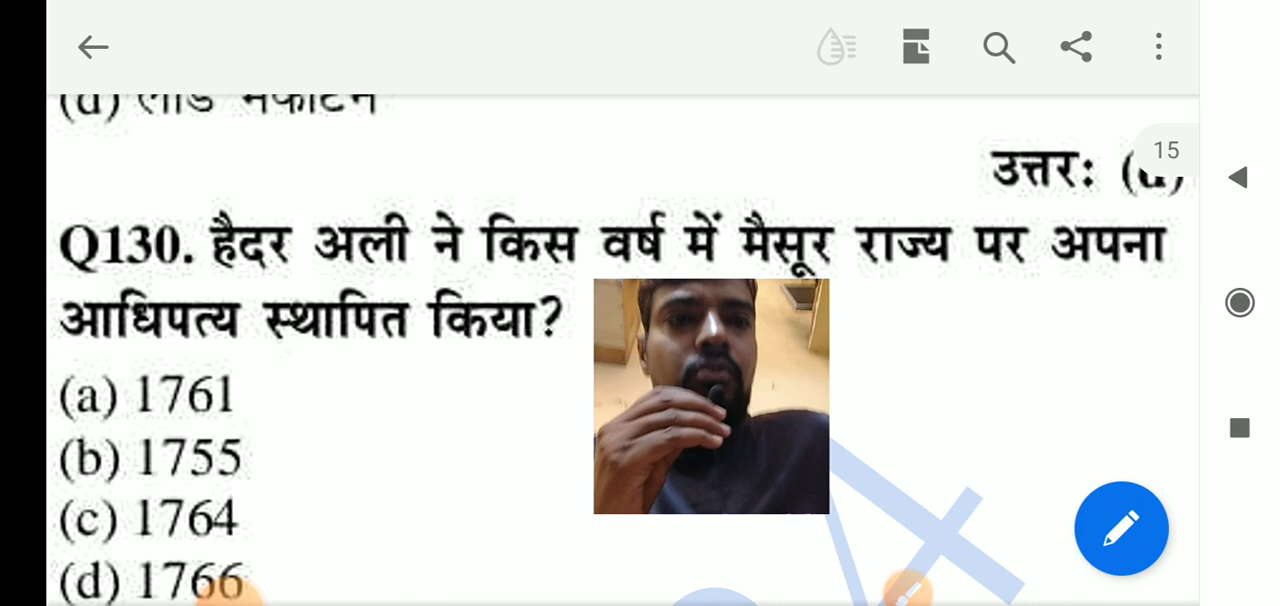 15
उत्तरः
Q130. हैदर अली ने किस वर्ष में मैसूर राज्य पर अपना
आधिपत्य स्थापित किया?
(a) 1761
(b) 1755
(c) 1764
(d) 1766